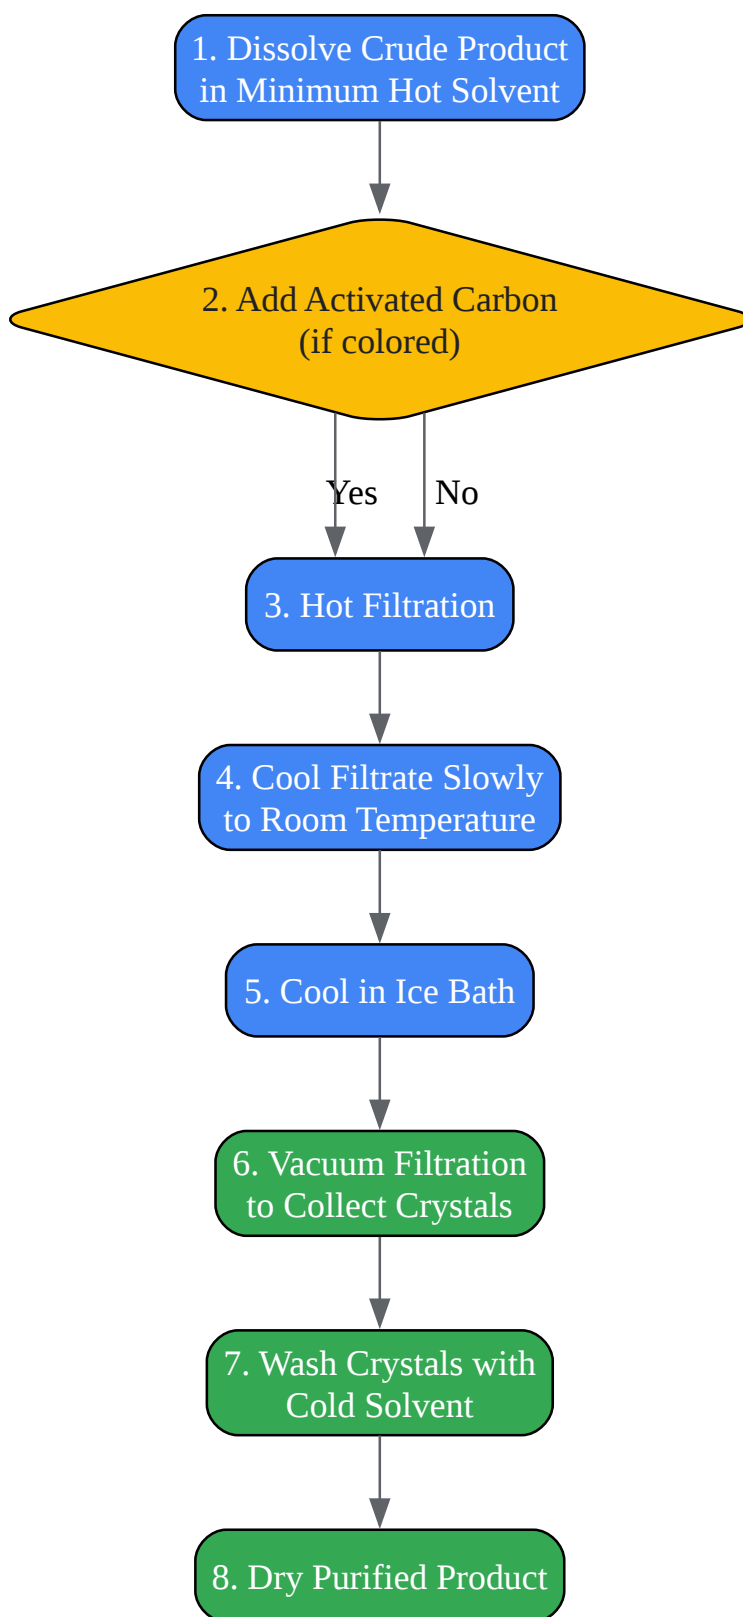 1. Dissolve Crude Product
in Minimum Hot Solvent
2. Add Activated Carbon
(if colored)
Yes
No
3. Hot Filtration
4. Cool Filtrate Slowly
to Room Temperature
5. Cool in Ice Bath
6. Vacuum Filtration
to Collect Crystals
7. Wash Crystals with
Cold Solvent
8. Dry Purified Product